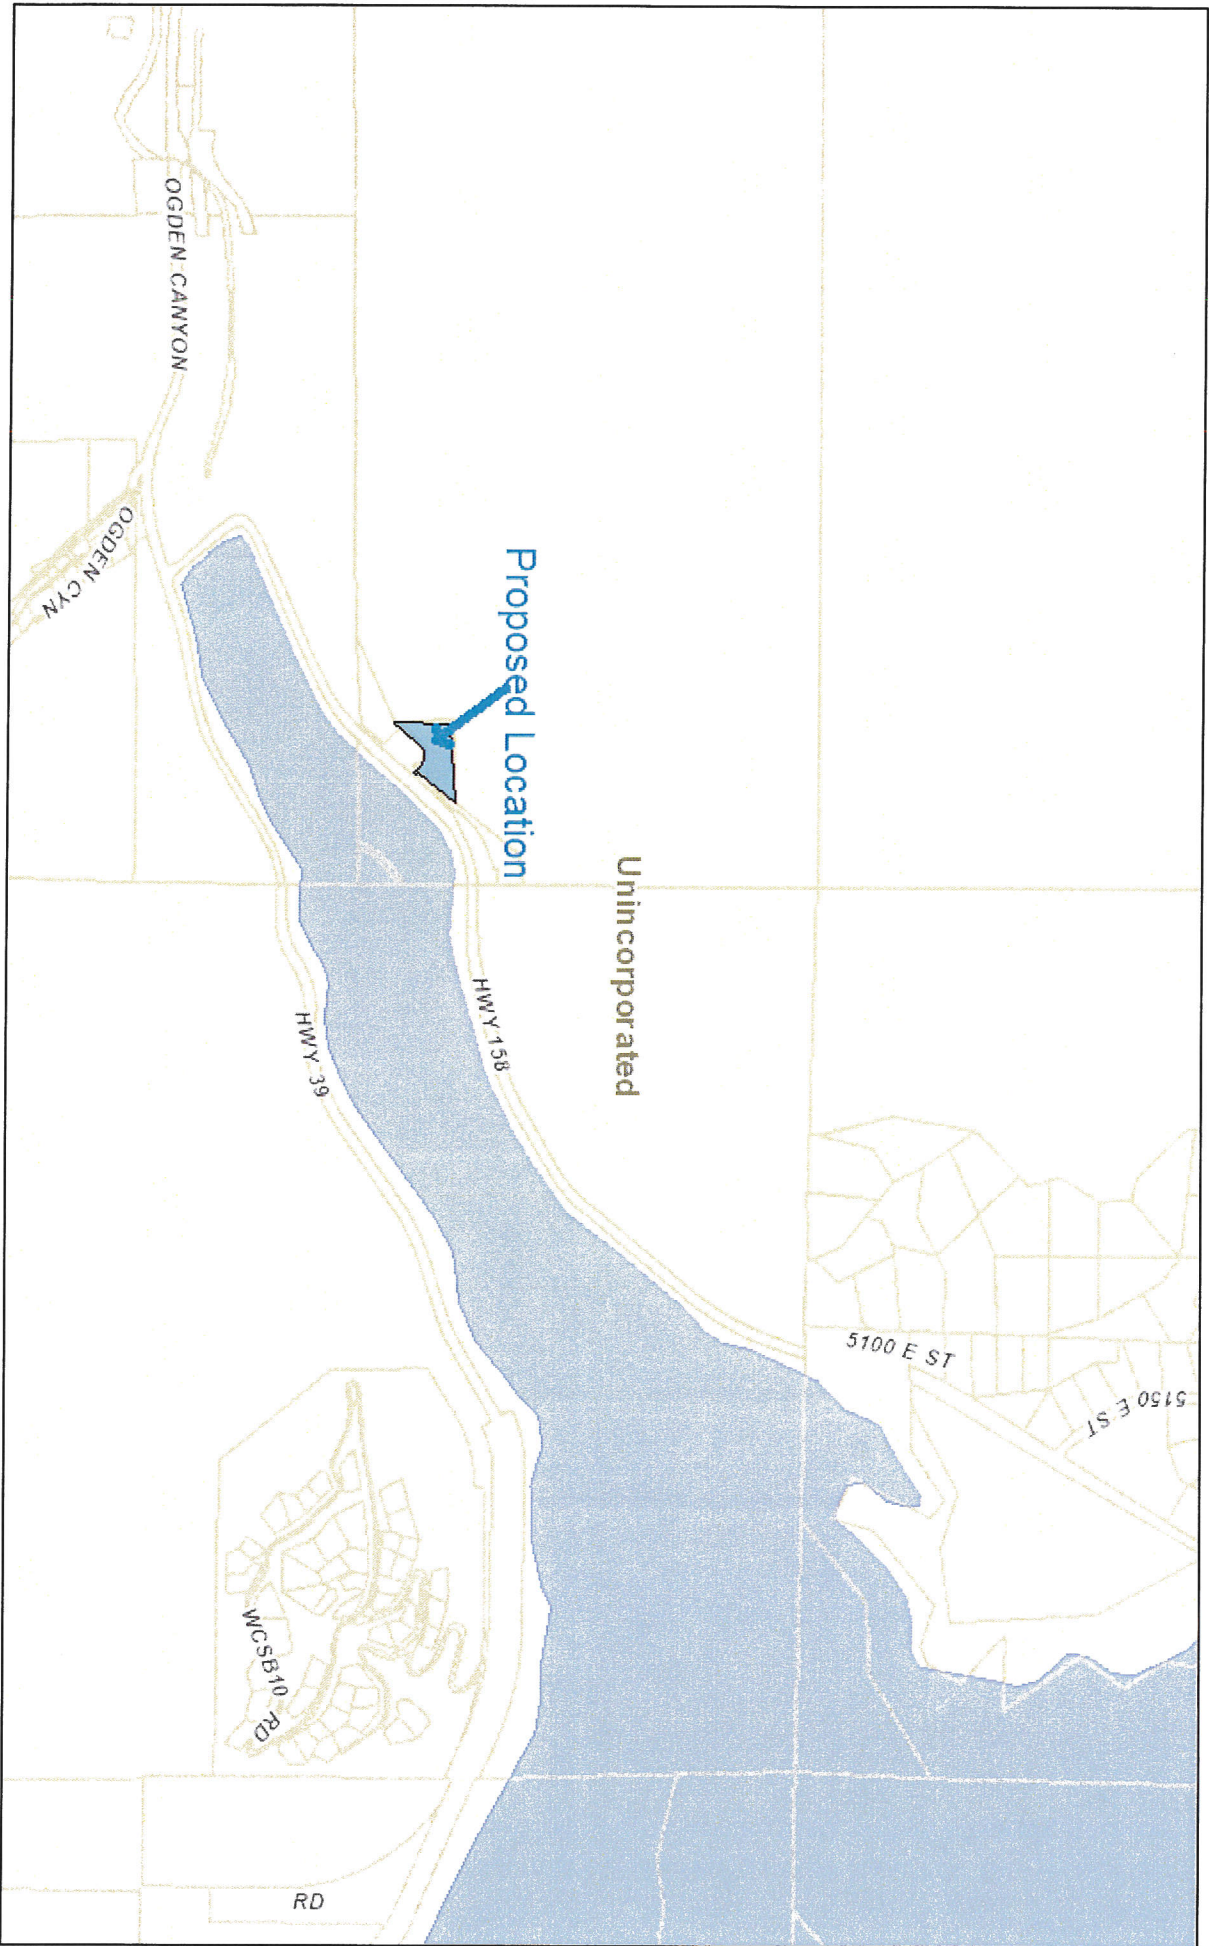 5100 E ST
5150 E ST
Unincorporated
Proposed Location
HWY 158
HWY 39
OGDEN CANYON
OGDEN CYN
WCSB10 RD
RD